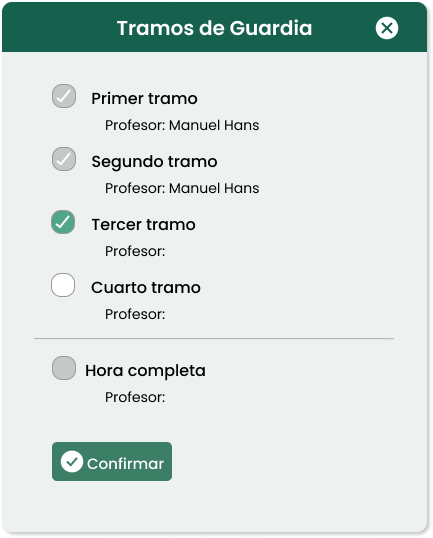 Tramos de Guardia
Primer tramo
Profesor: Manuel Hans
Segundo tramo
Profesor: Manuel Hans
Tercer tramo
Profesor:
Cuarto tramo
Profesor:
Hora completa
Profesor:
Confirmar